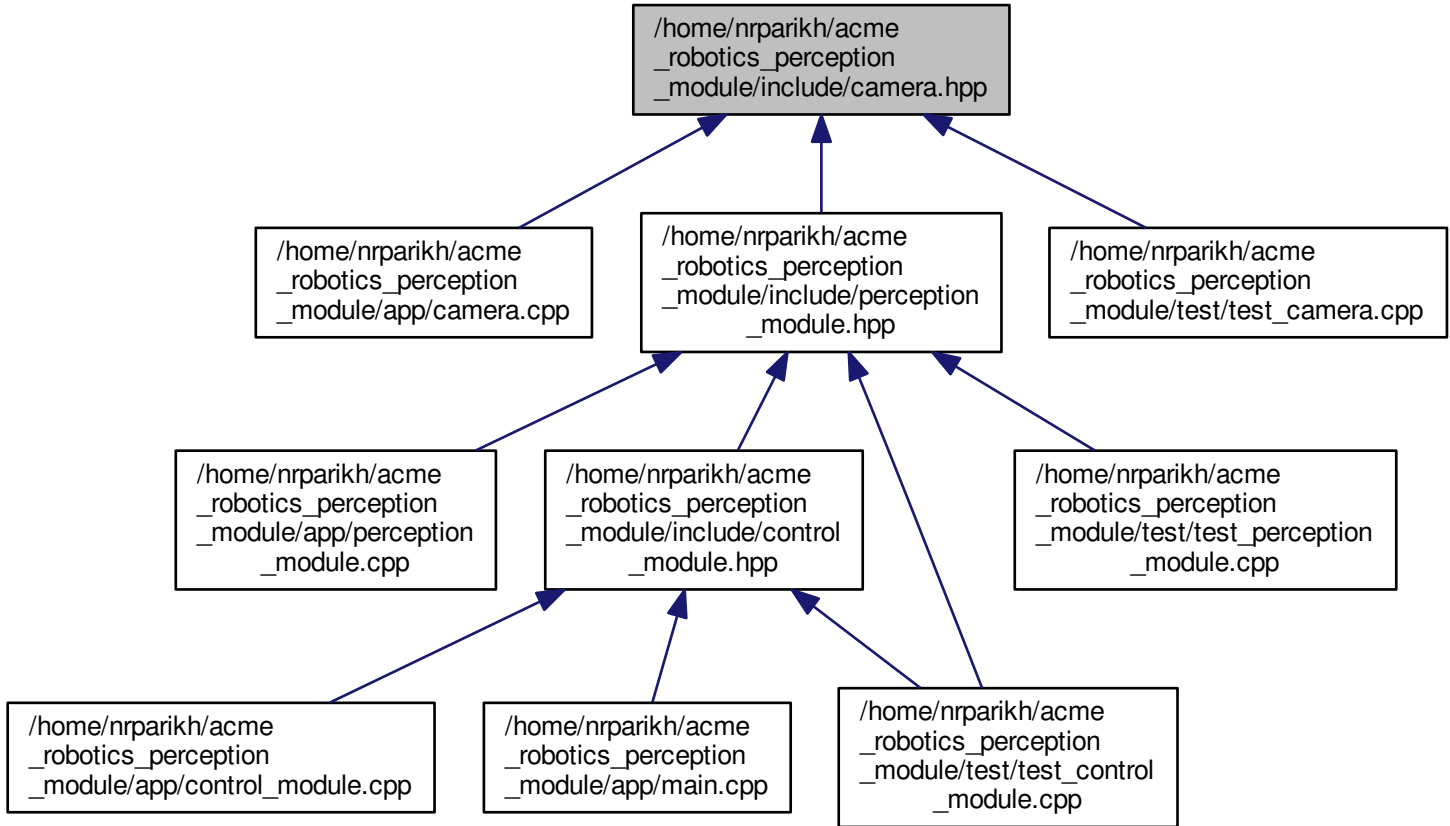 /home/nrparikh/acme
_robotics_perception
_module/include/camera.hpp
/home/nrparikh/acme
_robotics_perception
_module/app/camera.cpp
/home/nrparikh/acme
_robotics_perception
_module/include/perception
_module.hpp
/home/nrparikh/acme
_robotics_perception
_module/test/test_camera.cpp
/home/nrparikh/acme
_robotics_perception
_module/app/perception
_module.cpp
/home/nrparikh/acme
_robotics_perception
_module/include/control
_module.hpp
/home/nrparikh/acme
_robotics_perception
_module/test/test_perception
_module.cpp
/home/nrparikh/acme
_robotics_perception
_module/app/control_module.cpp
/home/nrparikh/acme
_robotics_perception
_module/app/main.cpp
/home/nrparikh/acme
_robotics_perception
_module/test/test_control
_module.cpp